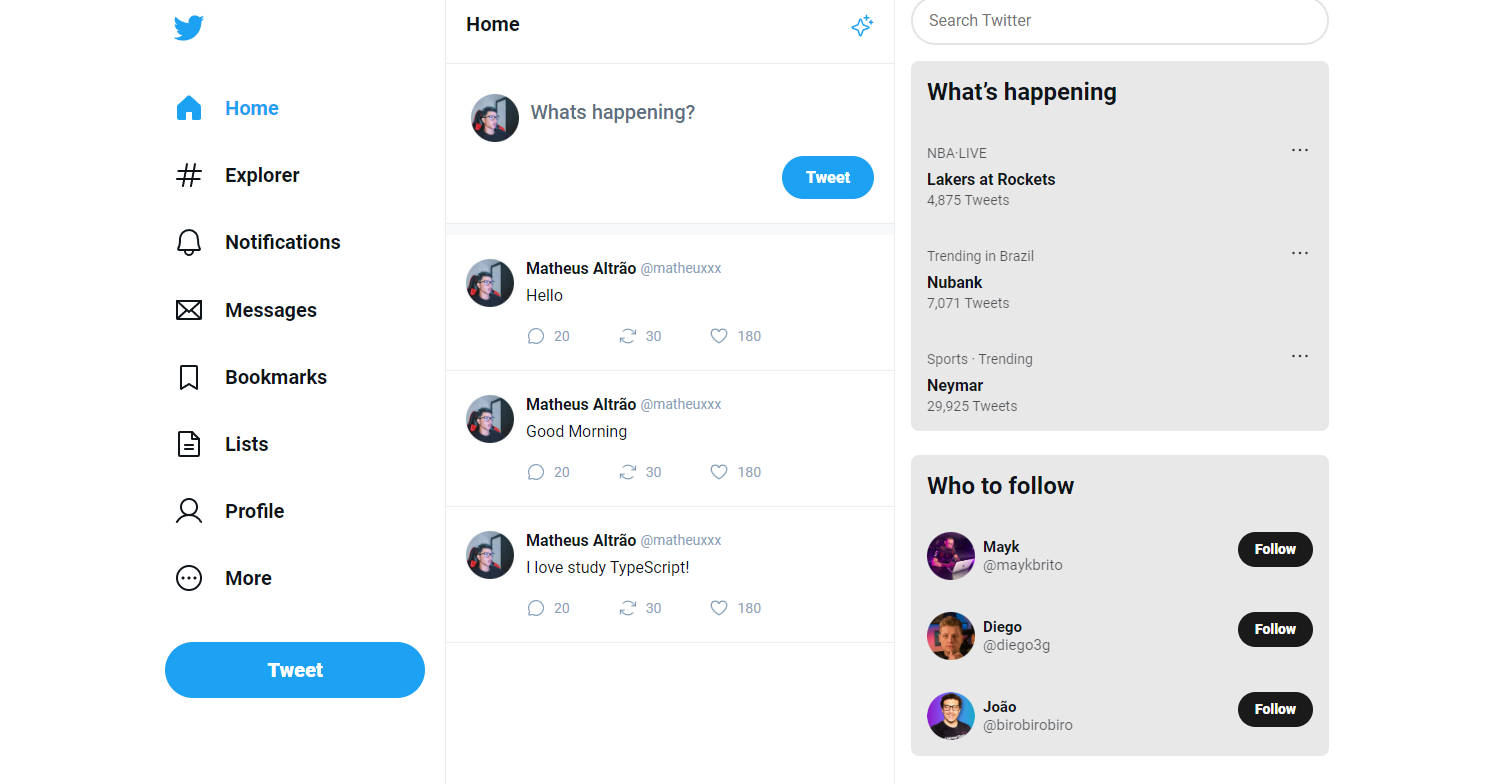 Home
Explorer
Notifications
Messages
Bookmarks
Lists
Profile
More
Tweet
Home
Whats happening?
Tweet
Matheus Altrão @matheuxxx
Hello
20 30 180
Matheus Altrão @matheuxxx
Good Morning
20 30 180
Matheus Altrão @matheuxxx
I love study TypeScript!
20 30 180
Search Twitter
What’s happening
NBA·LIVE
Lakers at Rockets
4,875 Tweets
Trending in Brazil
Nubank
7,071 Tweets
Sports · Trending
Neymar
29,925 Tweets
Who to follow
Mayk
@maykbrito
Follow
Diego
@diego3g
Follow
João
@birobirobiro
Follow